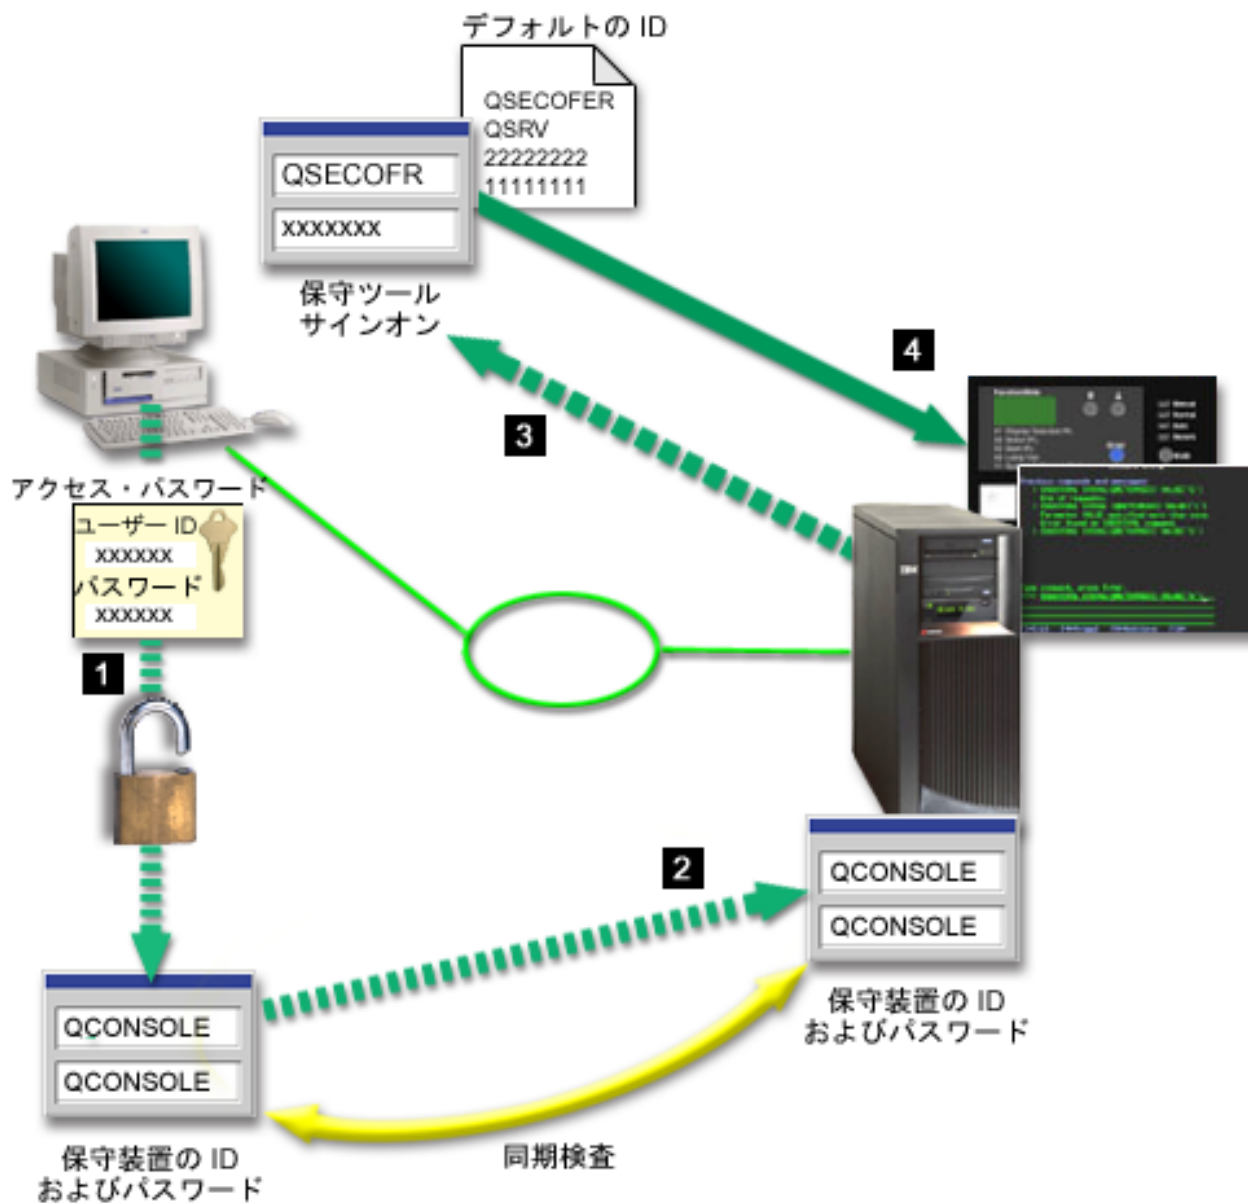 デフォルトの ID
QSECOFER
QSRV
22222222
11111111
QSECOFR
xxxxxxx
保守ツール
サインオン
4
3
アクセス・パスワード
ユーザー ID
xxxxxx
パスワード
xxxxxx
IBM
1
2
QCONSOLE
QCONSOLE
保守装置の ID
およびパスワード
QCONSOLE
QCONSOLE
保守装置の ID
およびパスワード
同期検査